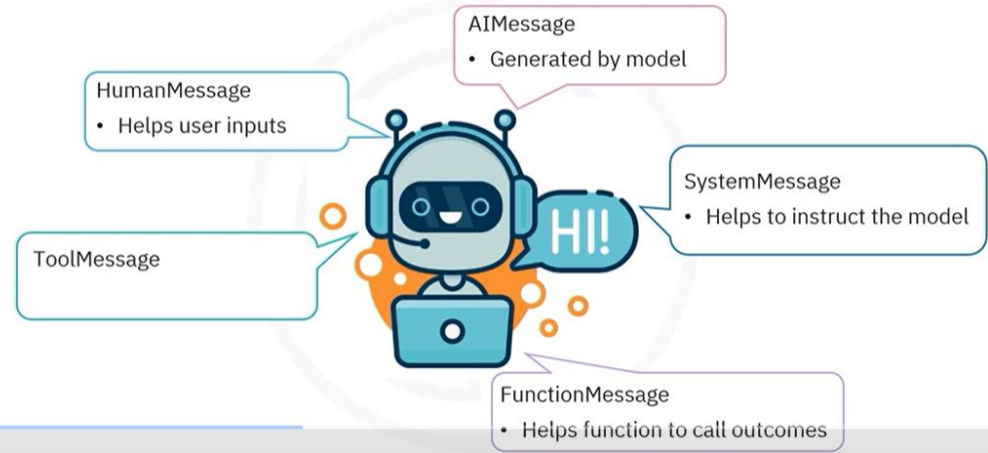 AIMessage
• Generated by model
HumanMessage
• Helps user inputs
SystemMessage
• Helps to instruct the model
HI!
ToolMessage
FunctionMessage
• Helps function to call outcomes